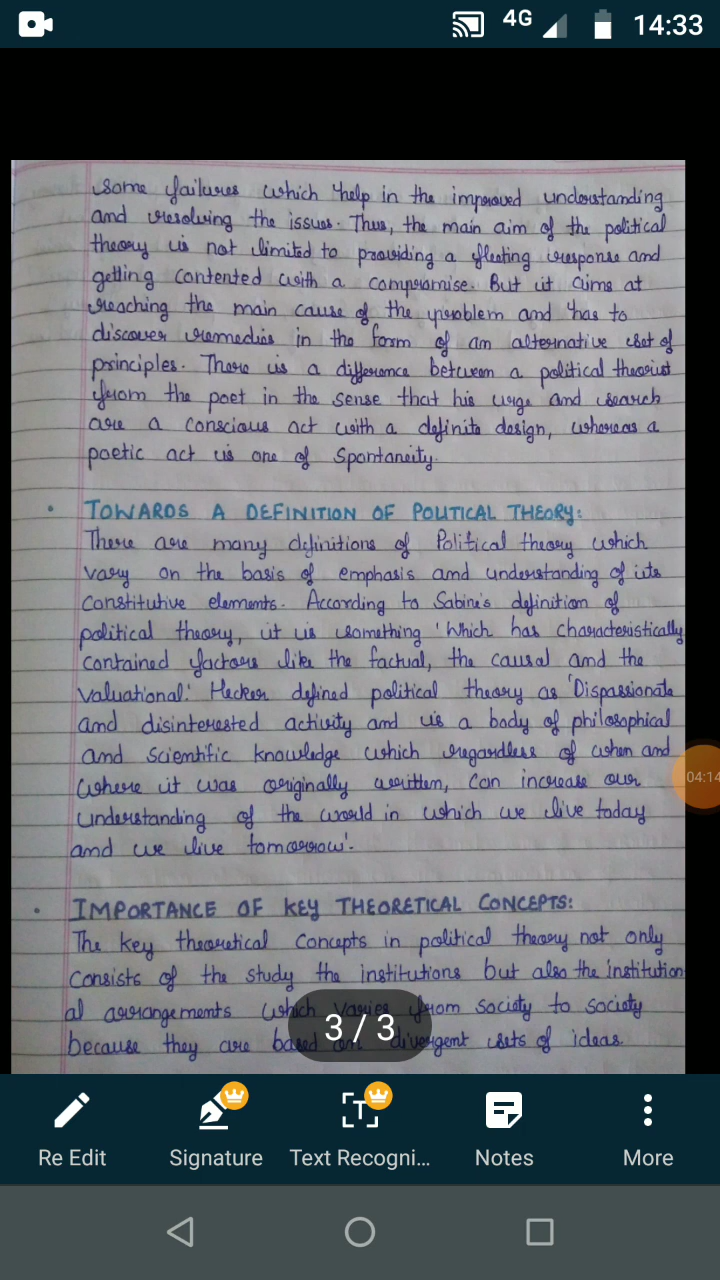 4G 14:33
some failures which help in the improved understanding
and resolving the issues. Thus, the main aim of the political
theory is not limited to providing a fleeting response and
getting contented with a compromise. But it aims at
reaching the main cause of the problem and has to
discover remedies in the form of an alternative set of
principles. There is a difference between a political theorist
from the poet in the sense that his urge and search
are a conscious act with a definite design, whereas a
poetic act is one of spontaneity.
• TOWARDS A DEFINITION OF POLITICAL THEORY:
There are many definitions of Political theory which
vary on the basis of emphasis and understanding of its
constitutive elements. According to Sabine's definition of
political theory, it is something 'Which has characteristically
contained factors like the factual, the causal and the
valuational.' Hecker defined political theory as 'Dispassionate
and disinterested activity and is a body of philosophical
and scientific knowledge which regardless of when and
where it was originally written, can increase our
04:14
understanding of the world in which we live today
and we live tomorrow'.
• IMPORTANCE OF KEY THEORETICAL CONCEPTS:
The key theoretical concepts in political theory not only
consists of the study the institutions but also the institution
al arrangements which varies from society to society
3/3
because they are based on divergent sets of ideas.
Re Edit Signature Text Recogni... Notes More